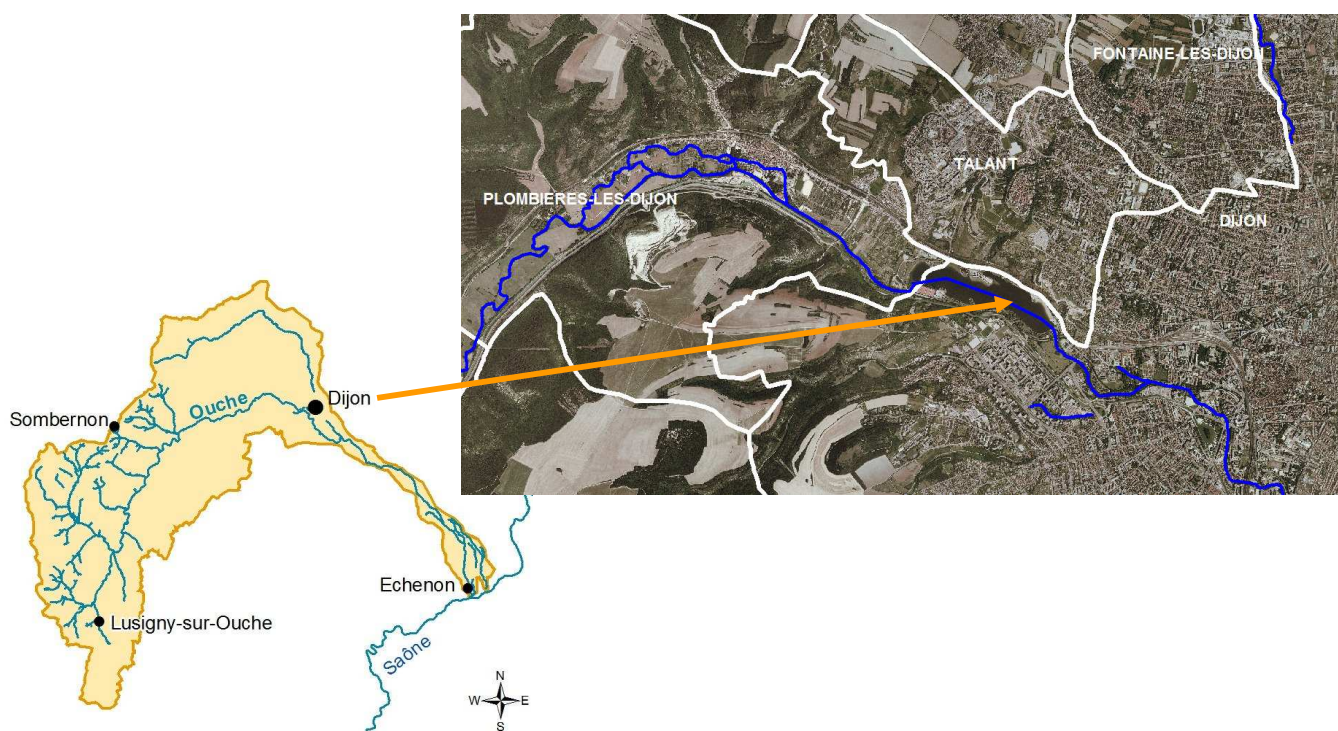 FONTAINE-LES-DIJON
TALANT
PLOMBIERES-LES-DIJON
DIJON
Dijon
Ouche
Sombernon
Echenon
Lusigny-sur-Ouche
Saône
N
W E
S